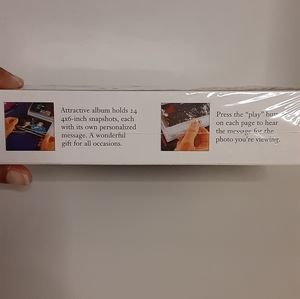 Attractive album holds 24
4x6-inch snapshots, each
with its own personalized
message. A wonderful
gift for all occasions.
Press the "play"
on each page to hear
the message for the
photo you're viewing.